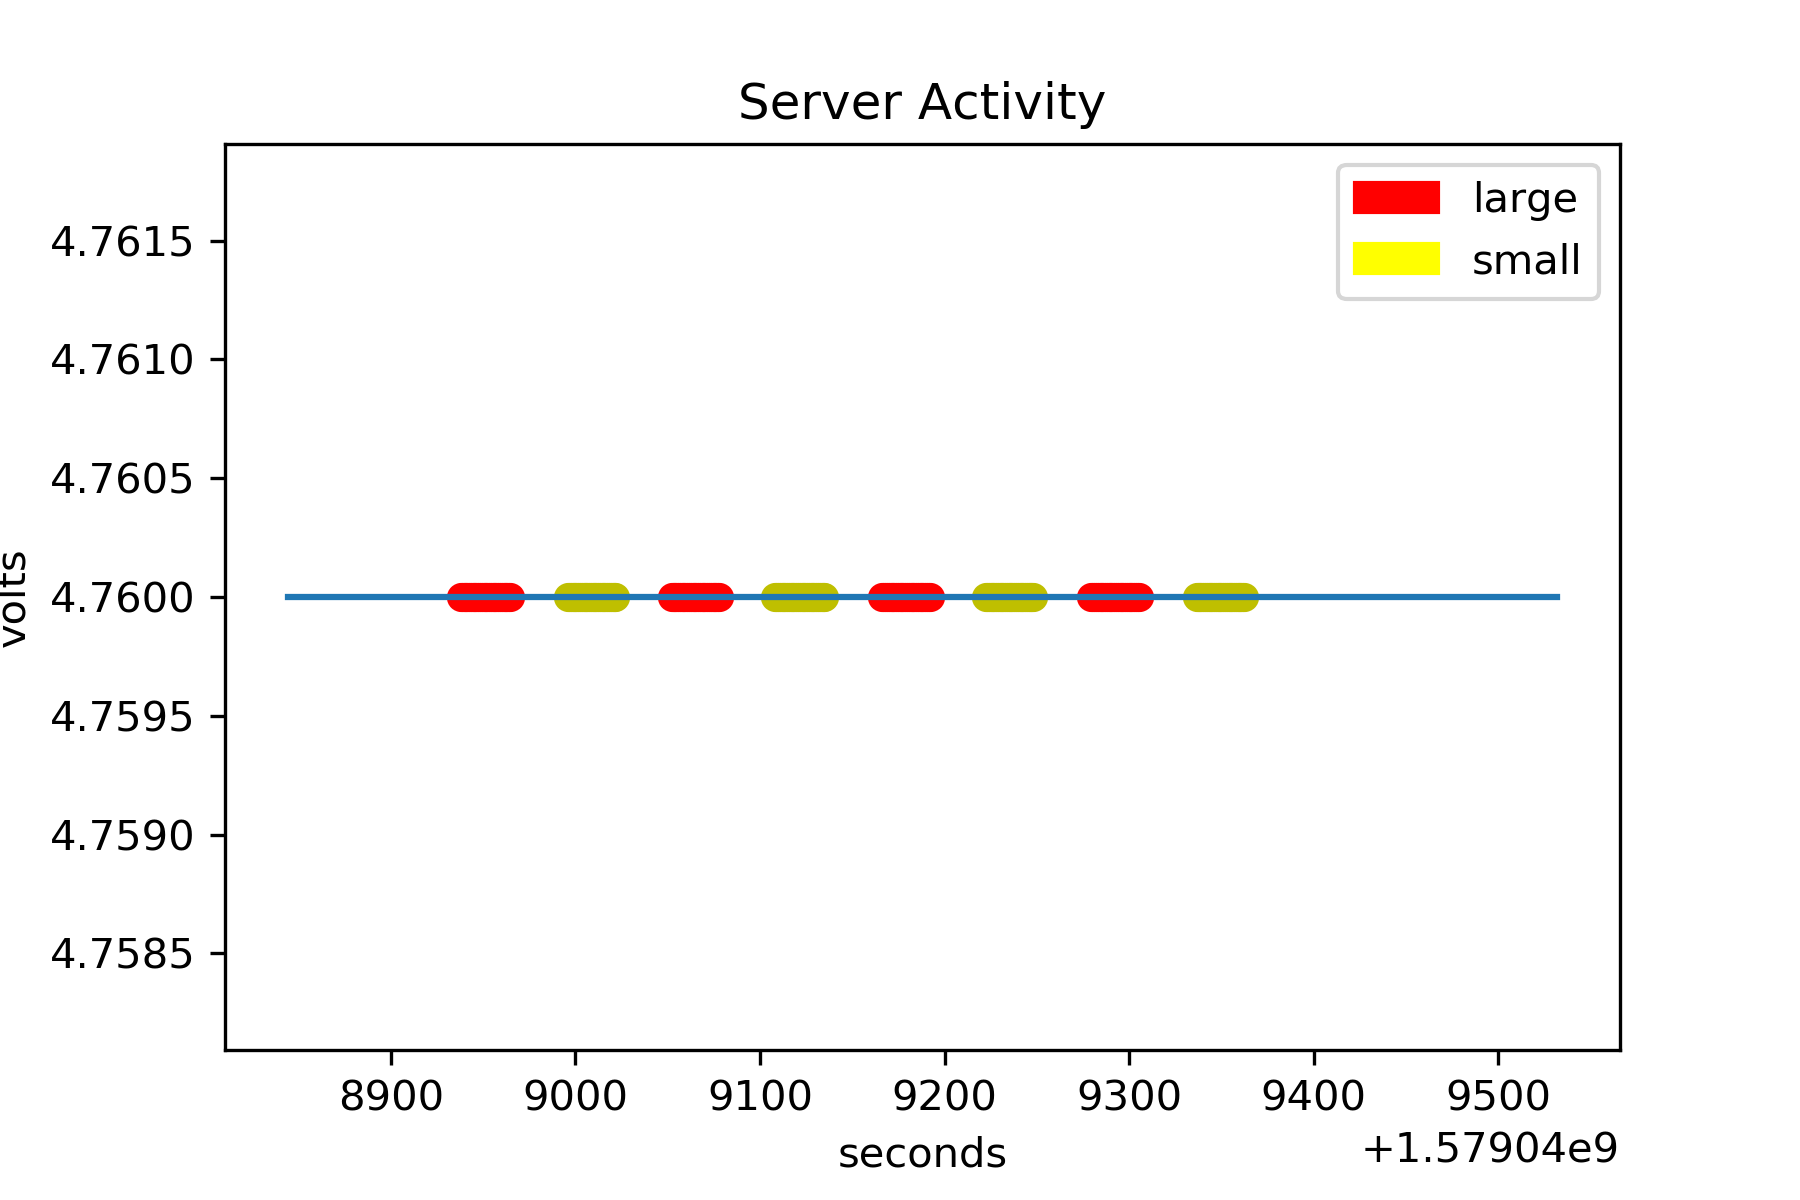 Server Activity
large
small
4.7615
4.7610
4.7605
4.7600
4.7595
4.7590
4.7585
volts
8900 9000 9100 9200 9300 9400 9500
seconds
+1.57904e9